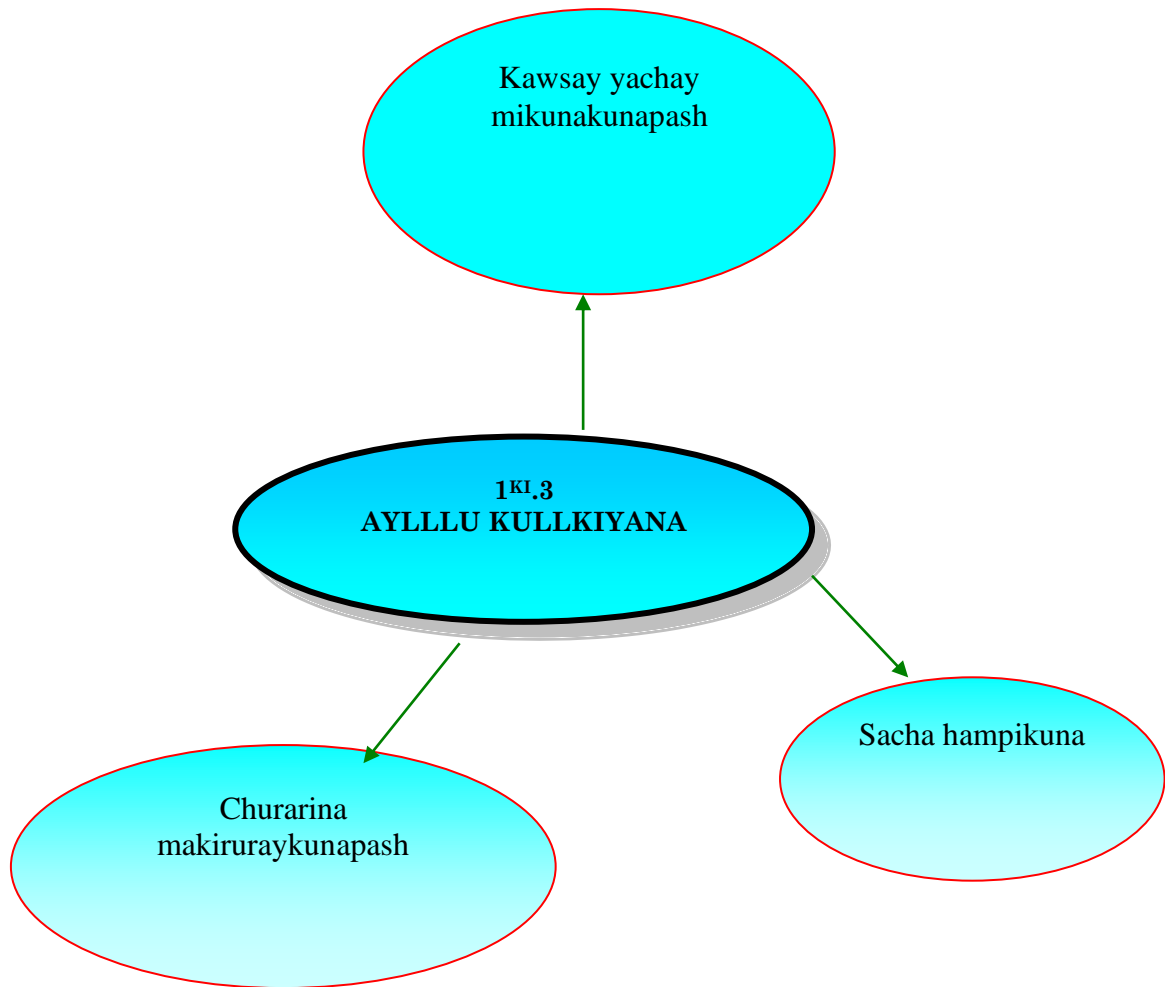 Kawsay yachay
mikunakunapash
1ᴷᴵ.3
AYLLLU KULLKIYANA
Sacha hampikuna
Churarina
makiruraykunapash